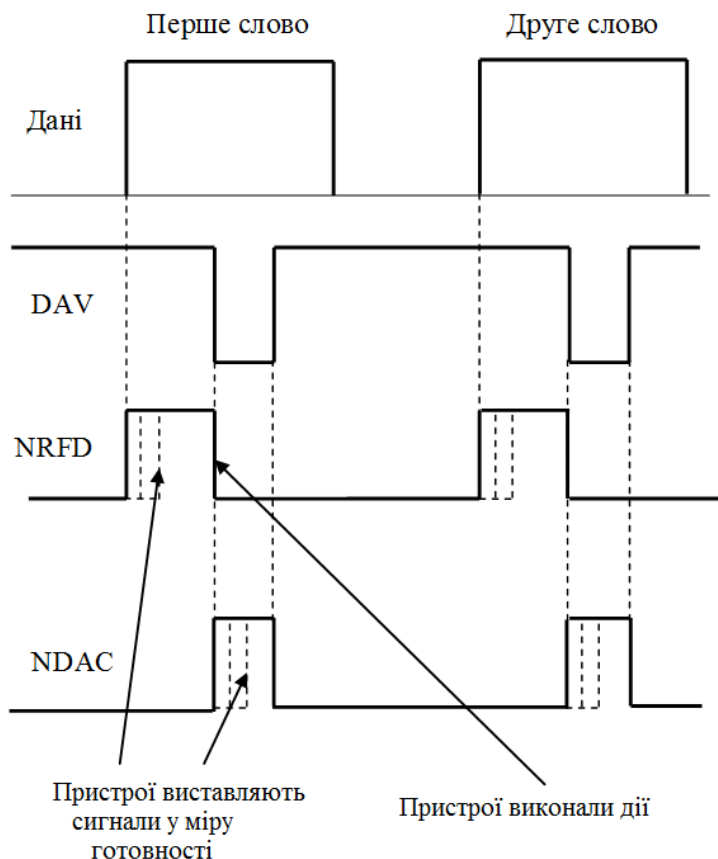 Перше слово
Друге слово
Дані
DAV
NRFD
NDAC
Пристрої виставляють
сигнали у міру
готовності
Пристрої виконали дії